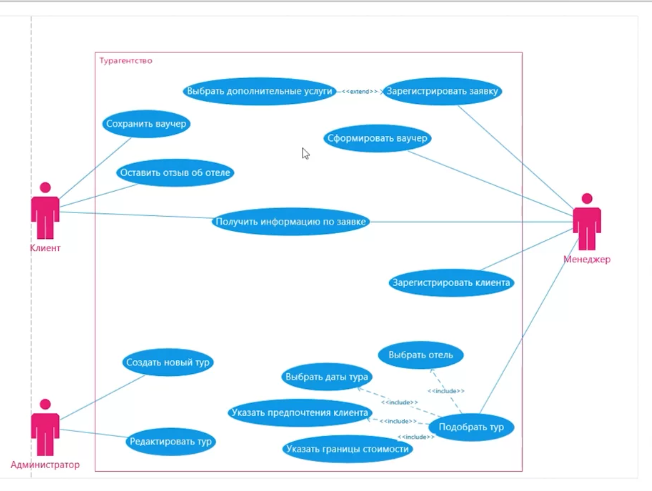 Турагентство
Выбрать дополнительные услуги
<<extend>>
Зарегистрировать заявку
Сохранить ваучер
Сформировать ваучер
Оставить отзыв об отеле
Получить информацию по заявке
Клиент
Менеджер
Зарегистрировать клиента
Выбрать отель
Создать новый тур
Выбрать даты тура
<<include>>
<<include>>
Указать предпочтения клиента
<<include>>
Подобрать тур
<<include>>
Редактировать тур
Указать границы стоимости
Администратор